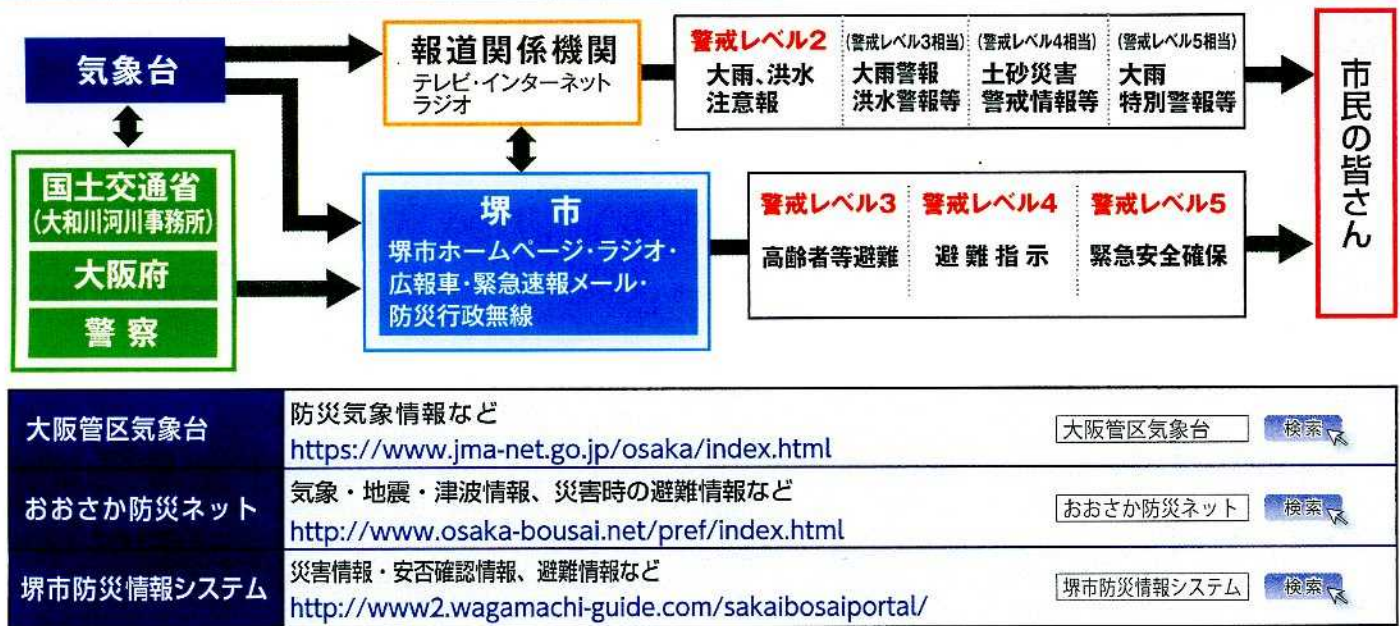 気象台
国土交通省
(大和川河川事務所)
大阪府
警察
報道関係機関
テレビ・インターネット
ラジオ
堺市
堺市ホームページ・ラジオ・
広報車・緊急速報メール・
防災行政無線
警戒レベル2
大雨、洪水
注意報
(警戒レベル3相当)
大雨警報
洪水警報等
(警戒レベル4相当)
土砂災害
警戒情報等
(警戒レベル5相当)
大雨
特別警報等
警戒レベル3
高齢者等避難
警戒レベル4
避難指示
警戒レベル5
緊急安全確保
市民の皆さん
大阪管区気象台
防災気象情報など
https://www.jma-net.go.jp/osaka/index.html
大阪管区気象台 検索
おおさか防災ネット
気象・地震・津波情報、災害時の避難情報など
http://www.osaka-bousai.net/pref/index.html
おおさか防災ネット 検索
堺市防災情報システム
災害情報・安否確認情報、避難情報など
http://www2.wagamachi-guide.com/sakaibosaiportal/
堺市防災情報システム 検索